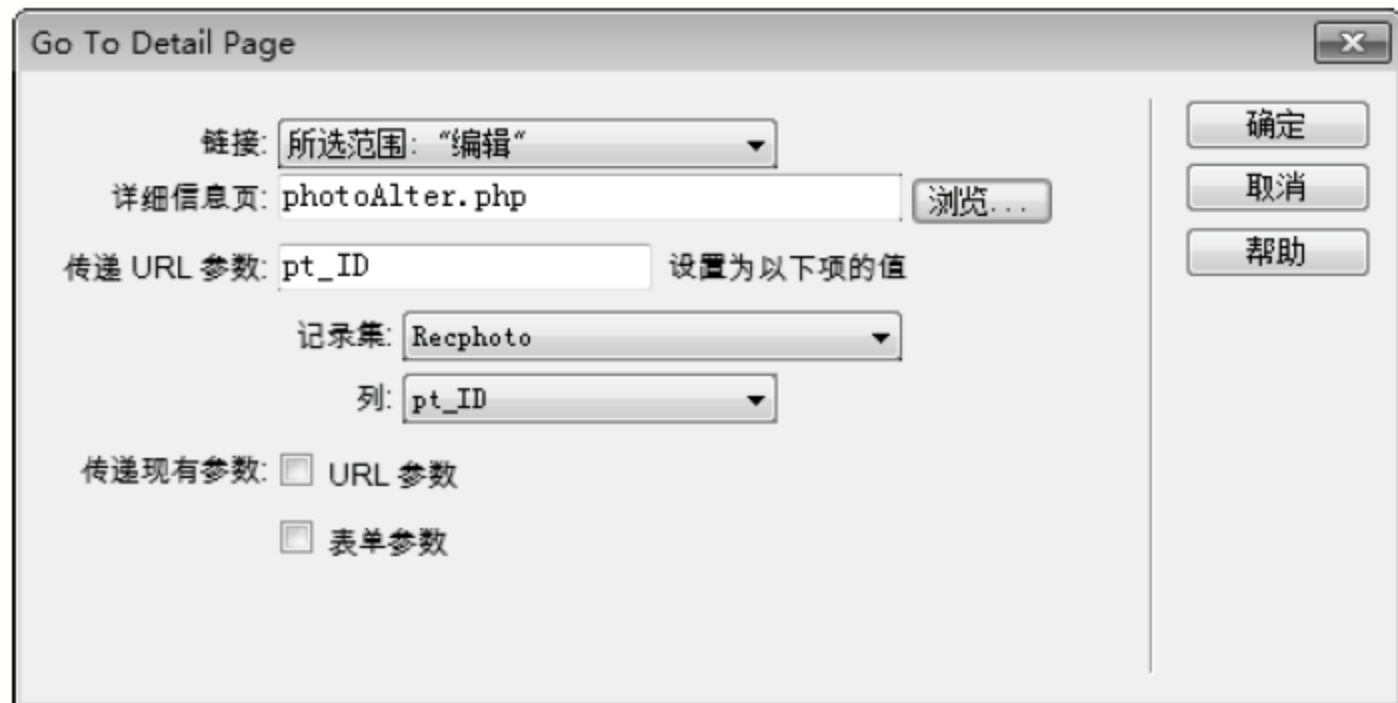 Go To Detail Page
链接: 所选范围: “编辑“ 确定
详细信息页: photoAlter.php 浏览... 取消
传递 URL 参数: pt_ID 设置为以下项的值 帮助
记录集: Recphoto
列: pt_ID
传递现有参数: URL 参数
表单参数